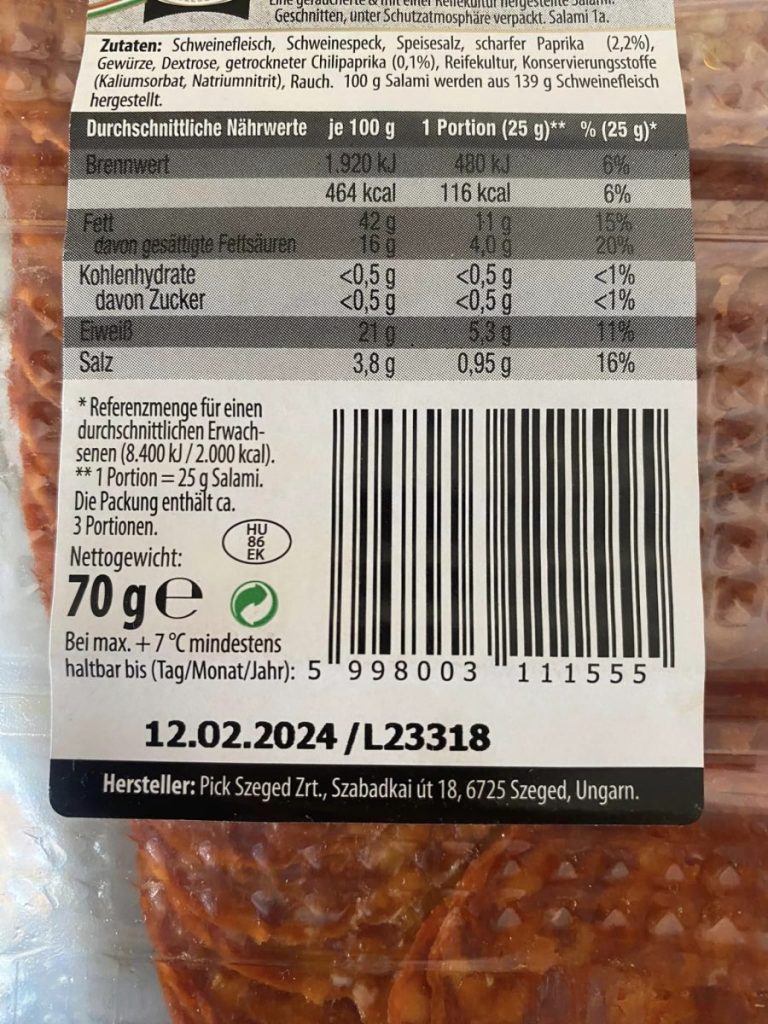 Geschnitten, unter Schutzatmosphäre verpackt. Salami 1a.
Zutaten: Schweinefleisch, Schweinespeck, Speisesalz, scharfer Paprika (2,2%),
Gewürze, Dextrose, getrockneter Chilipaprika (0,1%), Reifekultur, Konservierungsstoffe
(Kaliumsorbat, Natriumnitrit), Rauch. 100 g Salami werden aus 139 g Schweinefleisch
hergestellt.
Durchschnittliche Nährwerte je 100 g 1 Portion (25 g)** % (25 g)*
Brennwert 1.920 kJ 480 kJ 6%
464 kcal 116 kcal 6%
Fett 42 g 11 g 15%
davon gesättigte Fettsäuren 16 g 4,0 g 20%
Kohlenhydrate <0,5 g <0,5 g <1%
davon Zucker <0,5 g <0,5 g <1%
Eiweiß 21 g 5,3 g 11%
Salz 3,8 g 0,95 g 16%
* Referenzmenge für einen
durchschnittlichen Erwach-
senen (8.400 kJ / 2.000 kcal).
** 1 Portion = 25 g Salami.
Die Packung enthält ca.
3 Portionen.
HU
86
EK
Nettogewicht:
70 g e
Bei max. +7 °C mindestens
haltbar bis (Tag/Monat/Jahr):
5 998003 111555
12.02.2024 /L23318
Hersteller: Pick Szeged Zrt., Szabadkai út 18, 6725 Szeged, Ungarn.